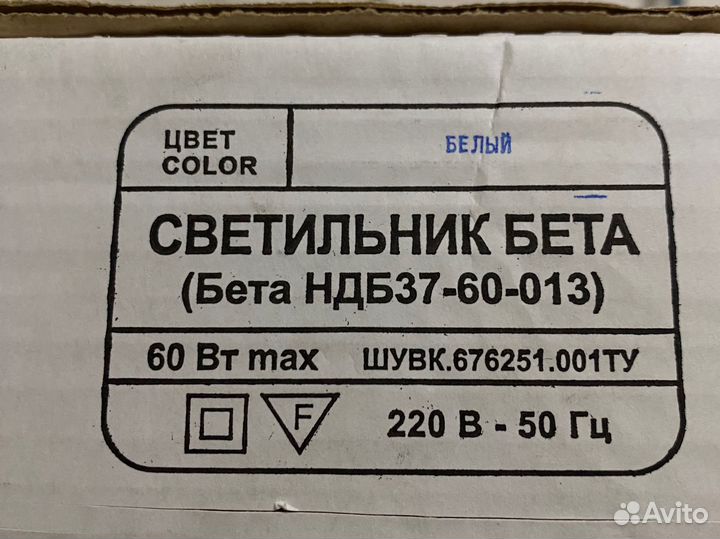 ЦВЕТ
COLOR
БЕЛЫЙ
СВЕТИЛЬНИК БЕТА
(Бета НДБ37-60-013)
60 Вт max ШУВК.676251.001ТУ
F 220 В - 50 Гц
Avito